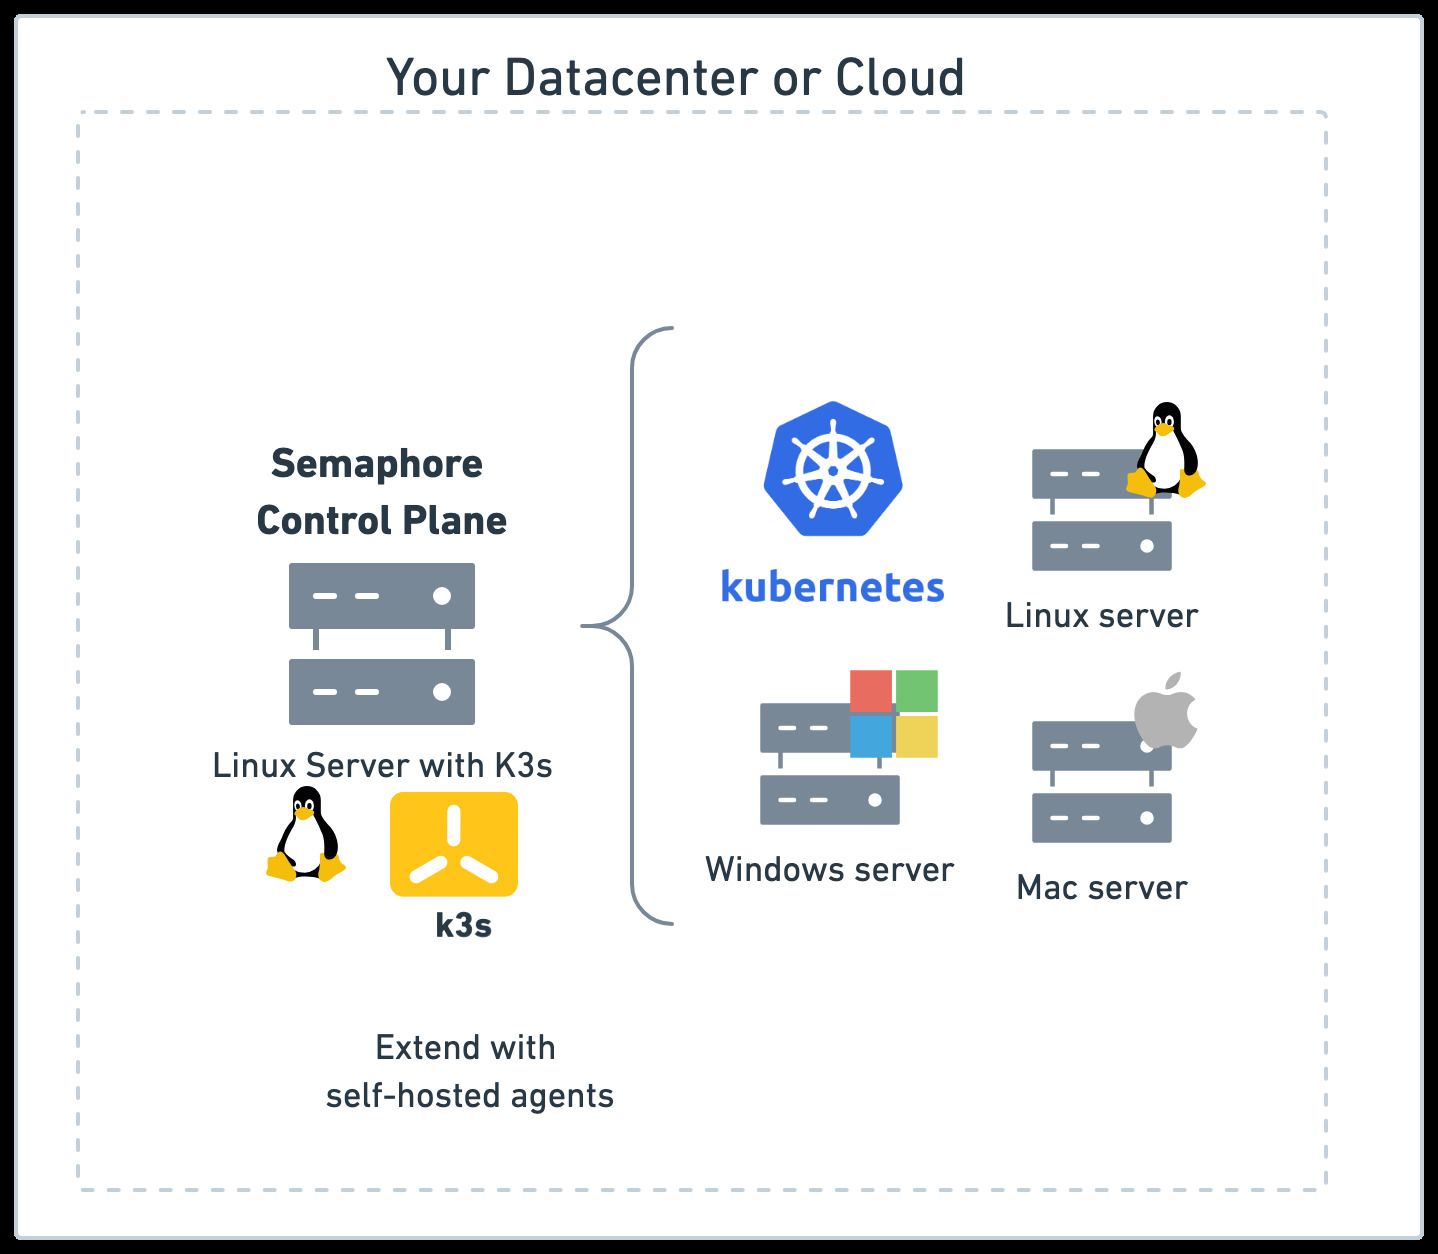 Your Datacenter or Cloud
Semaphore
Control Plane
Linux Server with K3s
k3s
kubernetes
Linux server
Windows server
Mac server
Extend with
self-hosted agents